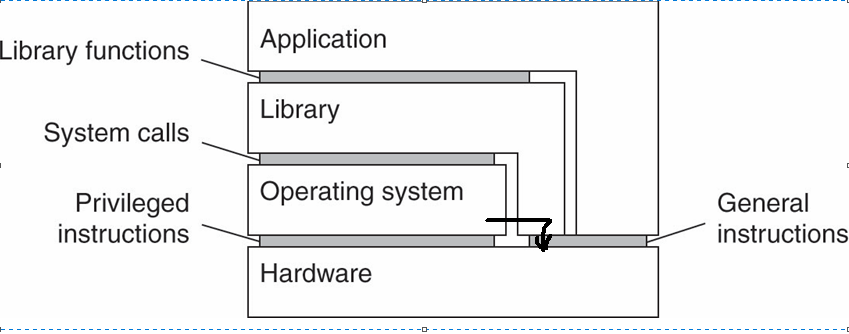 Application
Library functions
Library
System calls
Operating system
Privileged
instructions
General
instructions
Hardware